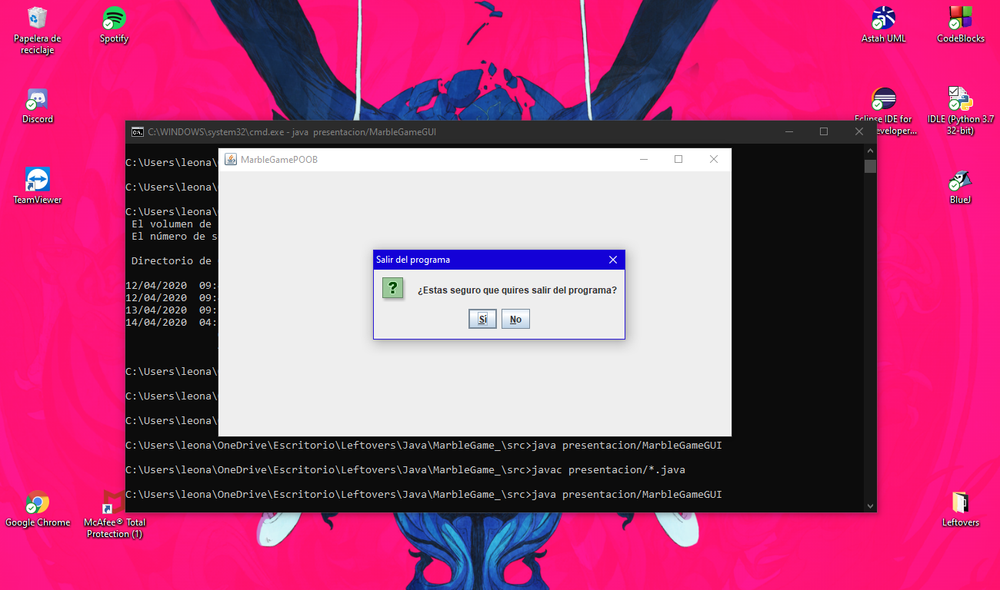 Papelera de
reciclaje
Spotify
Astah UML
CodeBlocks
Discord
Eclipse IDE for
eveloper...
IDLE (Python 3.7
32-bit)
TeamViewer
BlueJ
C:\WINDOWS\system32\cmd.exe - java presentacion/MarbleGameGUI
MarbleGamePOOB
C:\Users\leona\
C:\Users\leona\
C:\Users\leona\
El volumen de
El número de s
Directorio de
12/04/2020 09:
12/04/2020 09:
13/04/2020 09:
14/04/2020 04:
Salir del programa
¿Estas seguro que quires salir del programa?
Sí
No
C:\Users\leona\
C:\Users\leona\
C:\Users\leona\
C:\Users\leona\OneDrive\Escritorio\Leftovers\Java\MarbleGame_\src>java presentacion/MarbleGameGUI
C:\Users\leona\OneDrive\Escritorio\Leftovers\Java\MarbleGame_\src>javac presentacion/*.java
C:\Users\leona\OneDrive\Escritorio\Leftovers\Java\MarbleGame_\src>java presentacion/MarbleGameGUI
Google Chrome
McAfee® Total
Protection (1)
Leftovers